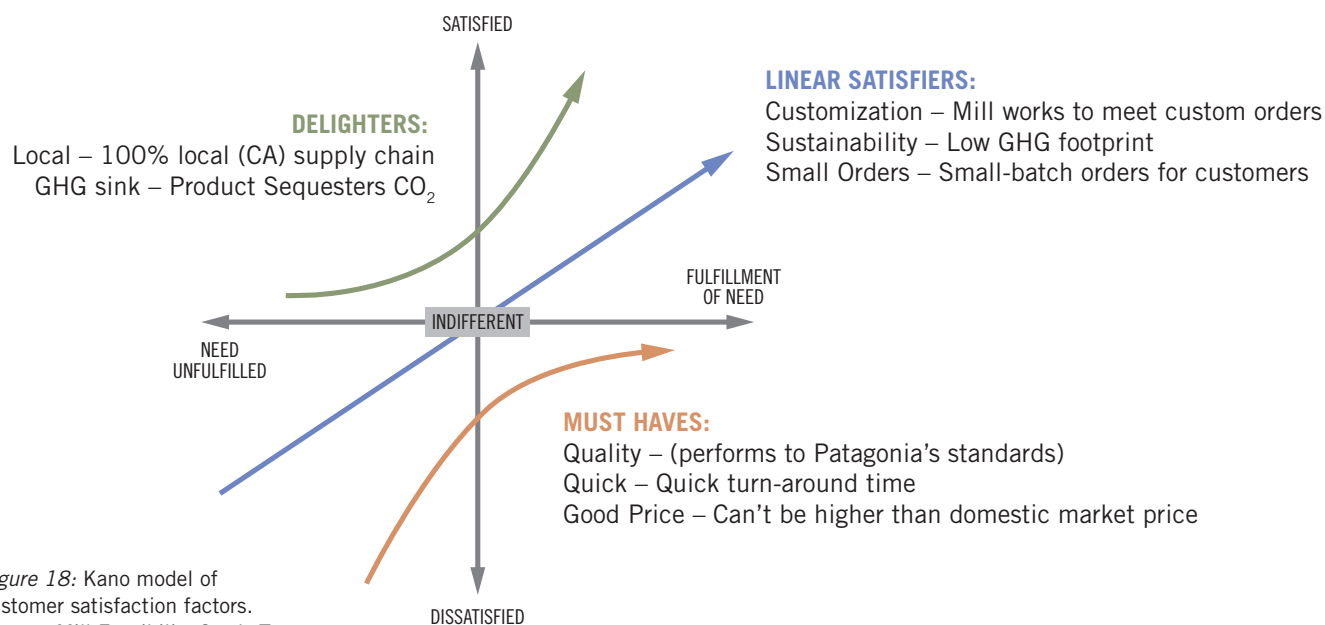 SATISFIED
DELIGHTERS:
Local – 100% local (CA) supply chain
GHG sink – Product Sequesters CO₂
LINEAR SATISFIERS:
Customization – Mill works to meet custom orders
Sustainability – Low GHG footprint
Small Orders – Small-batch orders for customers
FULFILLMENT
OF NEED
INDIFFERENT
NEED
UNFULFILLED
MUST HAVES:
Quality – (performs to Patagonia’s standards)
Quick – Quick turn-around time
Good Price – Can’t be higher than domestic market price
gure 18: Kano model of
stomer satisfaction factors.
DISSATISFIED